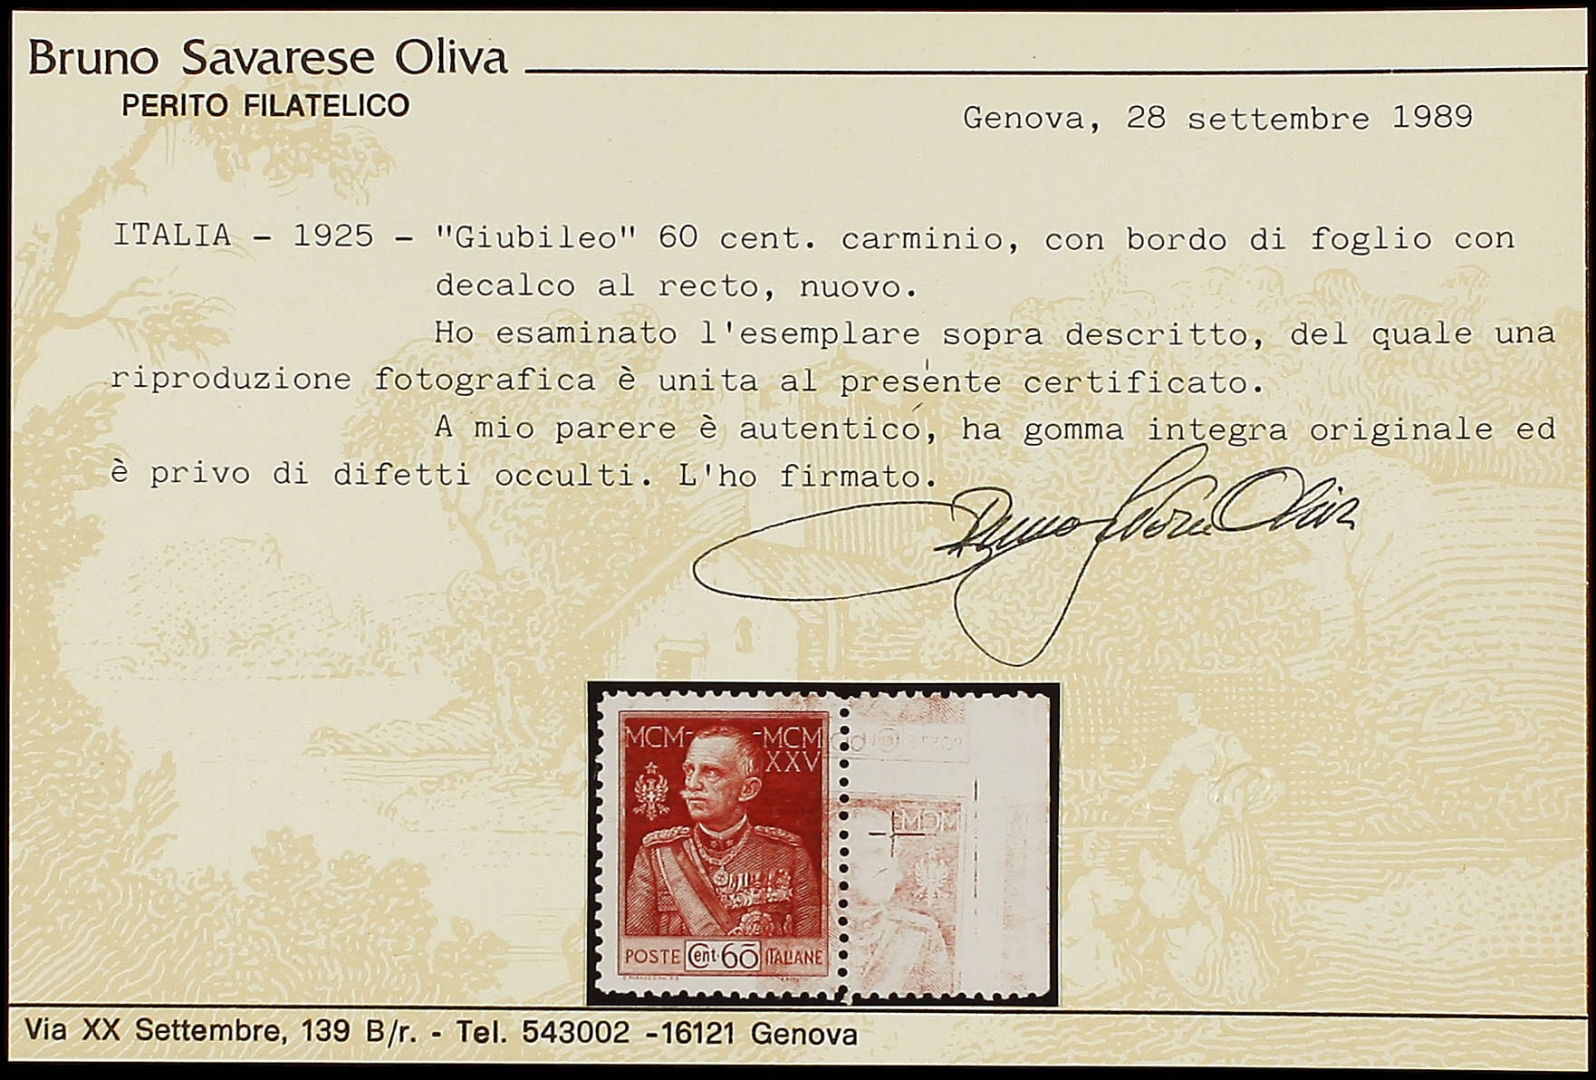 Bruno Savarese Oliva
PERITO FILATELICO
Genova, 28 settembre 1989
ITALIA - 1925 - "Giubileo" 60 cent. carminio, con bordo di foglio con
decalco al recto, nuovo.
Ho esaminato l'esemplare sopra descritto, del quale una
riproduzione fotografica è unita al presente certificato.
A mio parere è autentico, ha gomma integra originale ed
è privo di difetti occulti. L'ho firmato.
Bruno Savarese Oliva
MCM- -MCM
XXV
POSTE Cent. 60 ITALIANE
Via XX Settembre, 139 B/r. - Tel. 543002 -16121 Genova